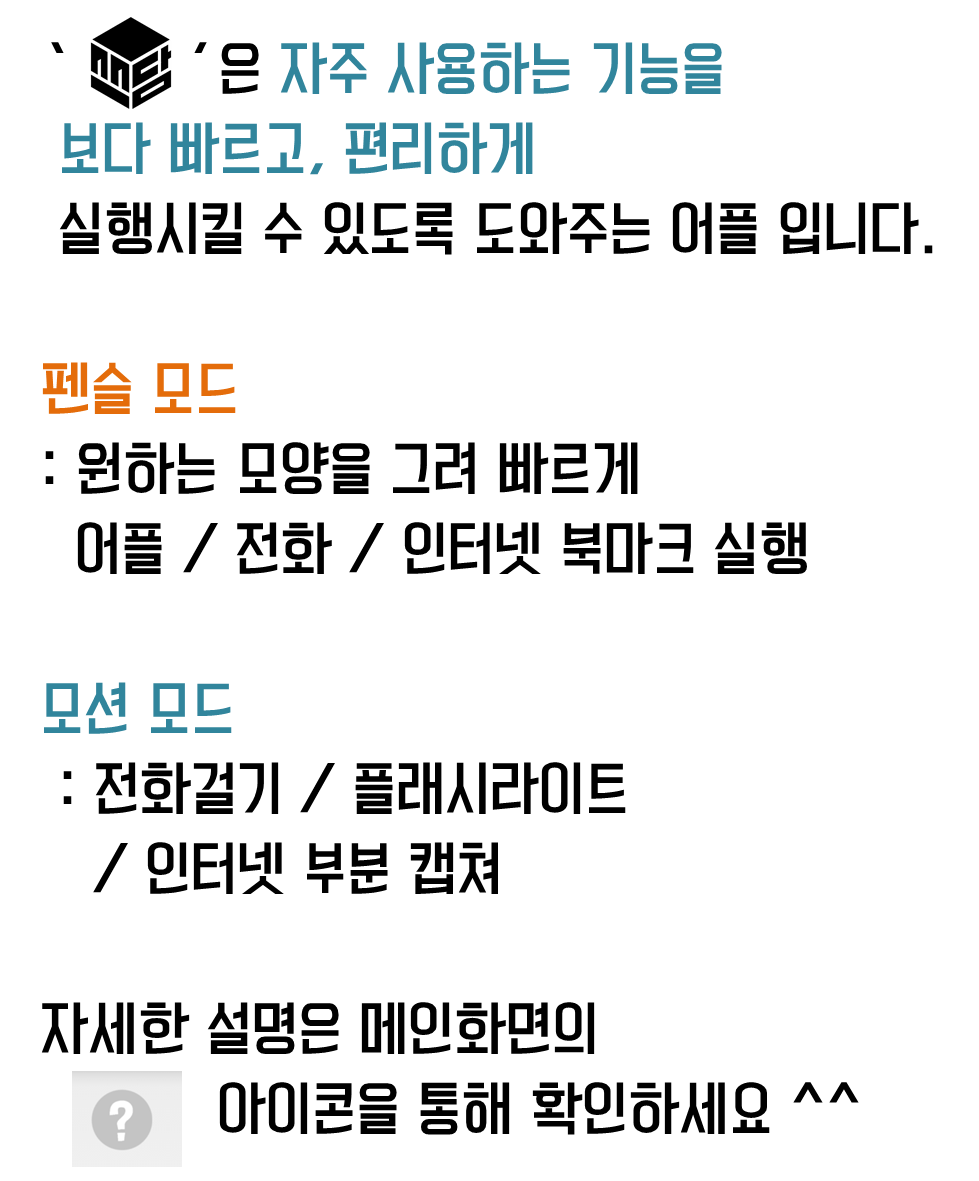 ` ´은 자주 사용하는 기능을
보다 빠르고, 편리하게
실행시킬 수 있도록 도와주는 어플 입니다.
펜슬 모드
: 원하는 모양을 그려 빠르게
어플 / 전화 / 인터넷 북마크 실행
모션 모드
: 전화걸기 / 플래시라이트
/ 인터넷 부분 캡쳐
자세한 설명은 메인화면의
? 아이콘을 통해 확인하세요 ^^